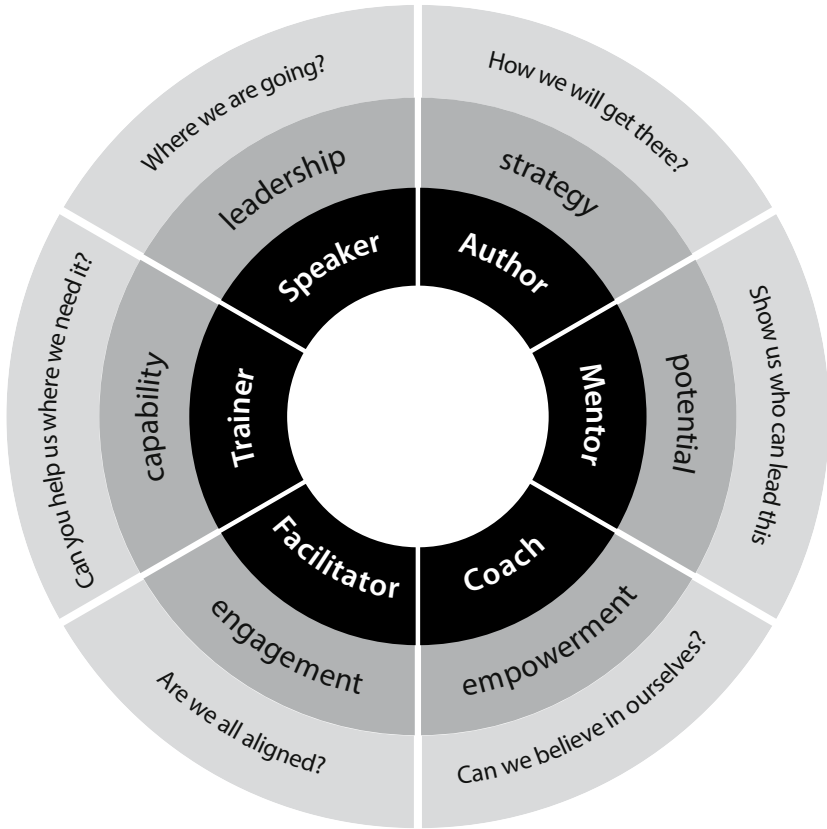 Where we are going?
leadership
Speaker
How we will get there?
strategy
Author
Show us who can lead this
potential
Mentor
Can we believe in ourselves?
empowerment
Coach
Are we all aligned?
engagement
Facilitator
Can you help us where we need it?
capability
Trainer